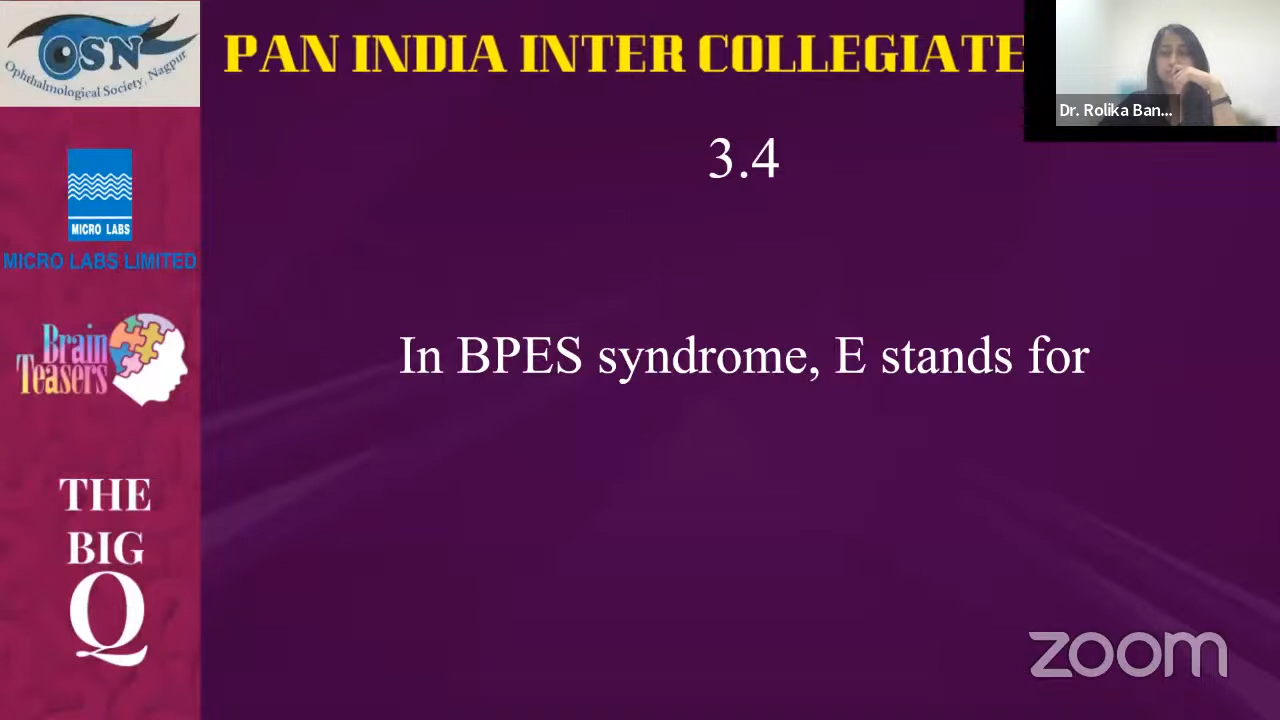 OSN
Ophthalmological Society, Nagpur
PAN INDIA INTER COLLEGIATE
Dr. Rolika Ban...
3.4
MICRO LABS
MICRO LABS LIMITED
Brain
Teasers
In BPES syndrome, E stands for
THE
BIG
Q
zoom